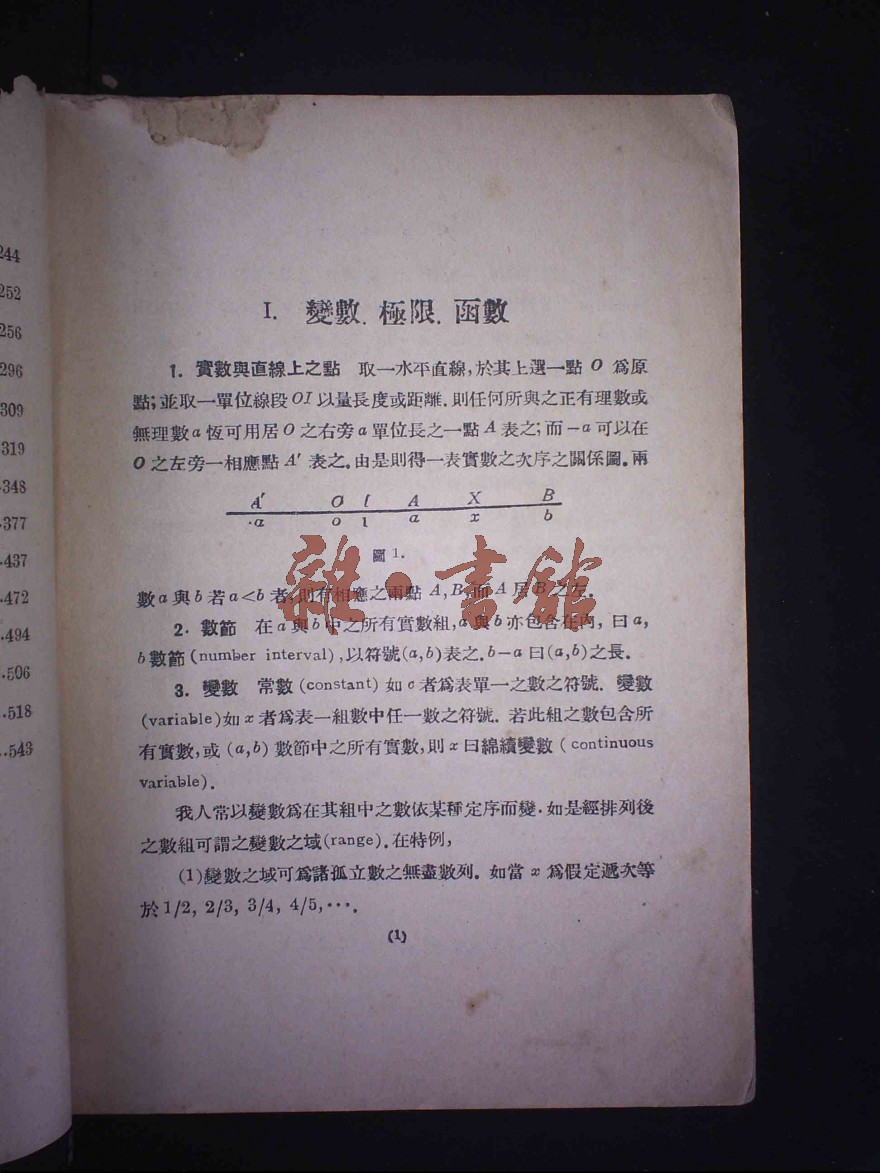 244
252
256
296
309
319
.348
.377
.437
.472
.494
.506
.518
..543
I. 變數. 極限. 函數
1. 實數與直線上之點 取一水平直線,於其上選一點 O 爲原
點;並取一單位線段 OI 以量長度或距離. 則任何所與之正有理數或
無理數 a 恆可用居 O 之右旁 a 單位長之一點 A 表之;而 −a 可以在
O 之左旁一相應點 A′ 表之. 由是則得一表實數之次序之關係圖. 兩
A′ O I A X B
-a 0 1 a x b
圖 1.
數 a 與 b 若 a<b 者,則有相應之兩點 A,B,而 A 居 B 之左.
雜·書館
2. 數節 在 a 與 b 中之所有實數組,a 與 b 亦包含在內, 曰 a,
b 數節 (number interval),以符號(a,b)表之. b−a 曰(a,b)之長.
3. 變數 常數 (constant) 如 c 者爲表單一之數之符號. 變數
(variable)如 x 者爲表一組數中任一數之符號. 若此組之數包含所
有實數,或 (a,b) 數節中之所有實數,則 x 曰綿續變數 (continuous
variable).
我人常以變數爲在其組中之數依某種定序而變.如是經排列後
之數組可謂之變數之域(range). 在特例,
(1)變數之域可爲諸孤立數之無盡數列. 如當 x 爲假定遞次等
於 1/2, 2/3, 3/4, 4/5,···.
(1)